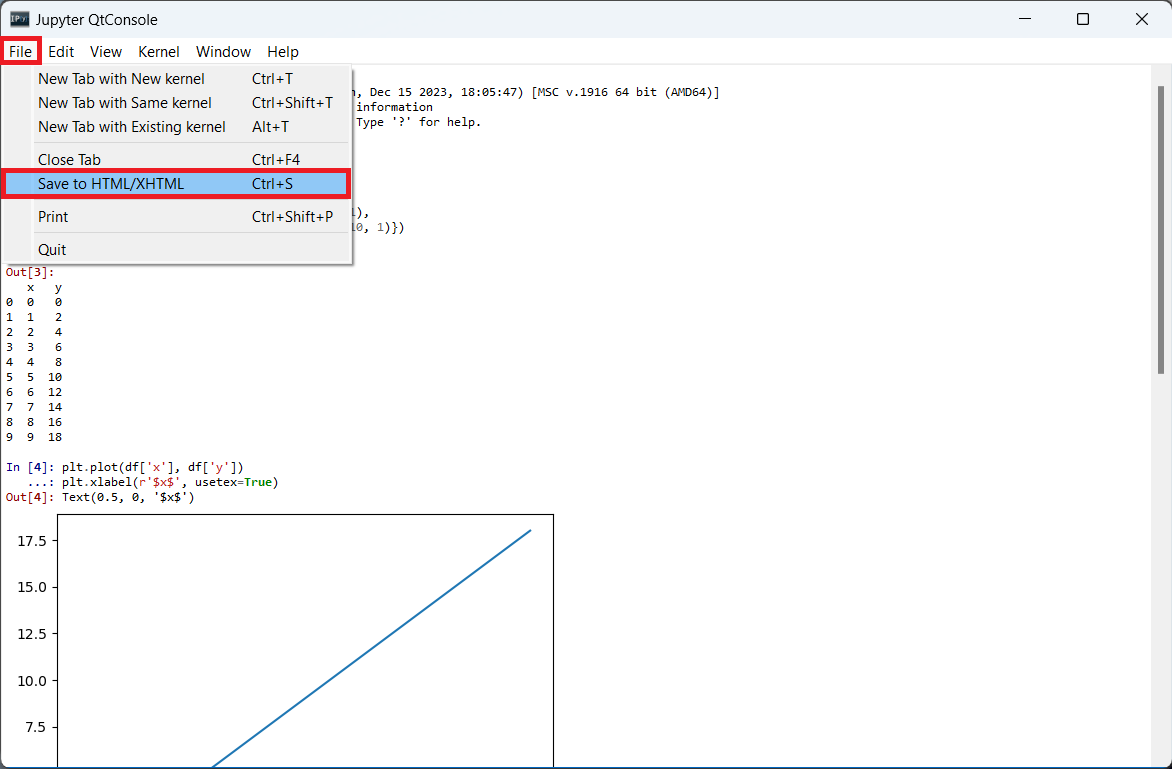 IP[y]: Jupyter QtConsole
File Edit View Kernel Window Help
New Tab with New kernel Ctrl+T
New Tab with Same kernel Ctrl+Shift+T
New Tab with Existing kernel Alt+T
Close Tab Ctrl+F4
Save to HTML/XHTML Ctrl+S
Print Ctrl+Shift+P
Quit
, Dec 15 2023, 18:05:47) [MSC v.1916 64 bit (AMD64)]
information
Type '?' for help.
1),
10, 1)})
Out[3]:
x y
0 0 0
1 1 2
2 2 4
3 3 6
4 4 8
5 5 10
6 6 12
7 7 14
8 8 16
9 9 18
In [4]: plt.plot(df['x'], df['y'])
...: plt.xlabel(r'$x$', usetex=True)
Out[4]: Text(0.5, 0, '$x$')
17.5
15.0
12.5
10.0
7.5